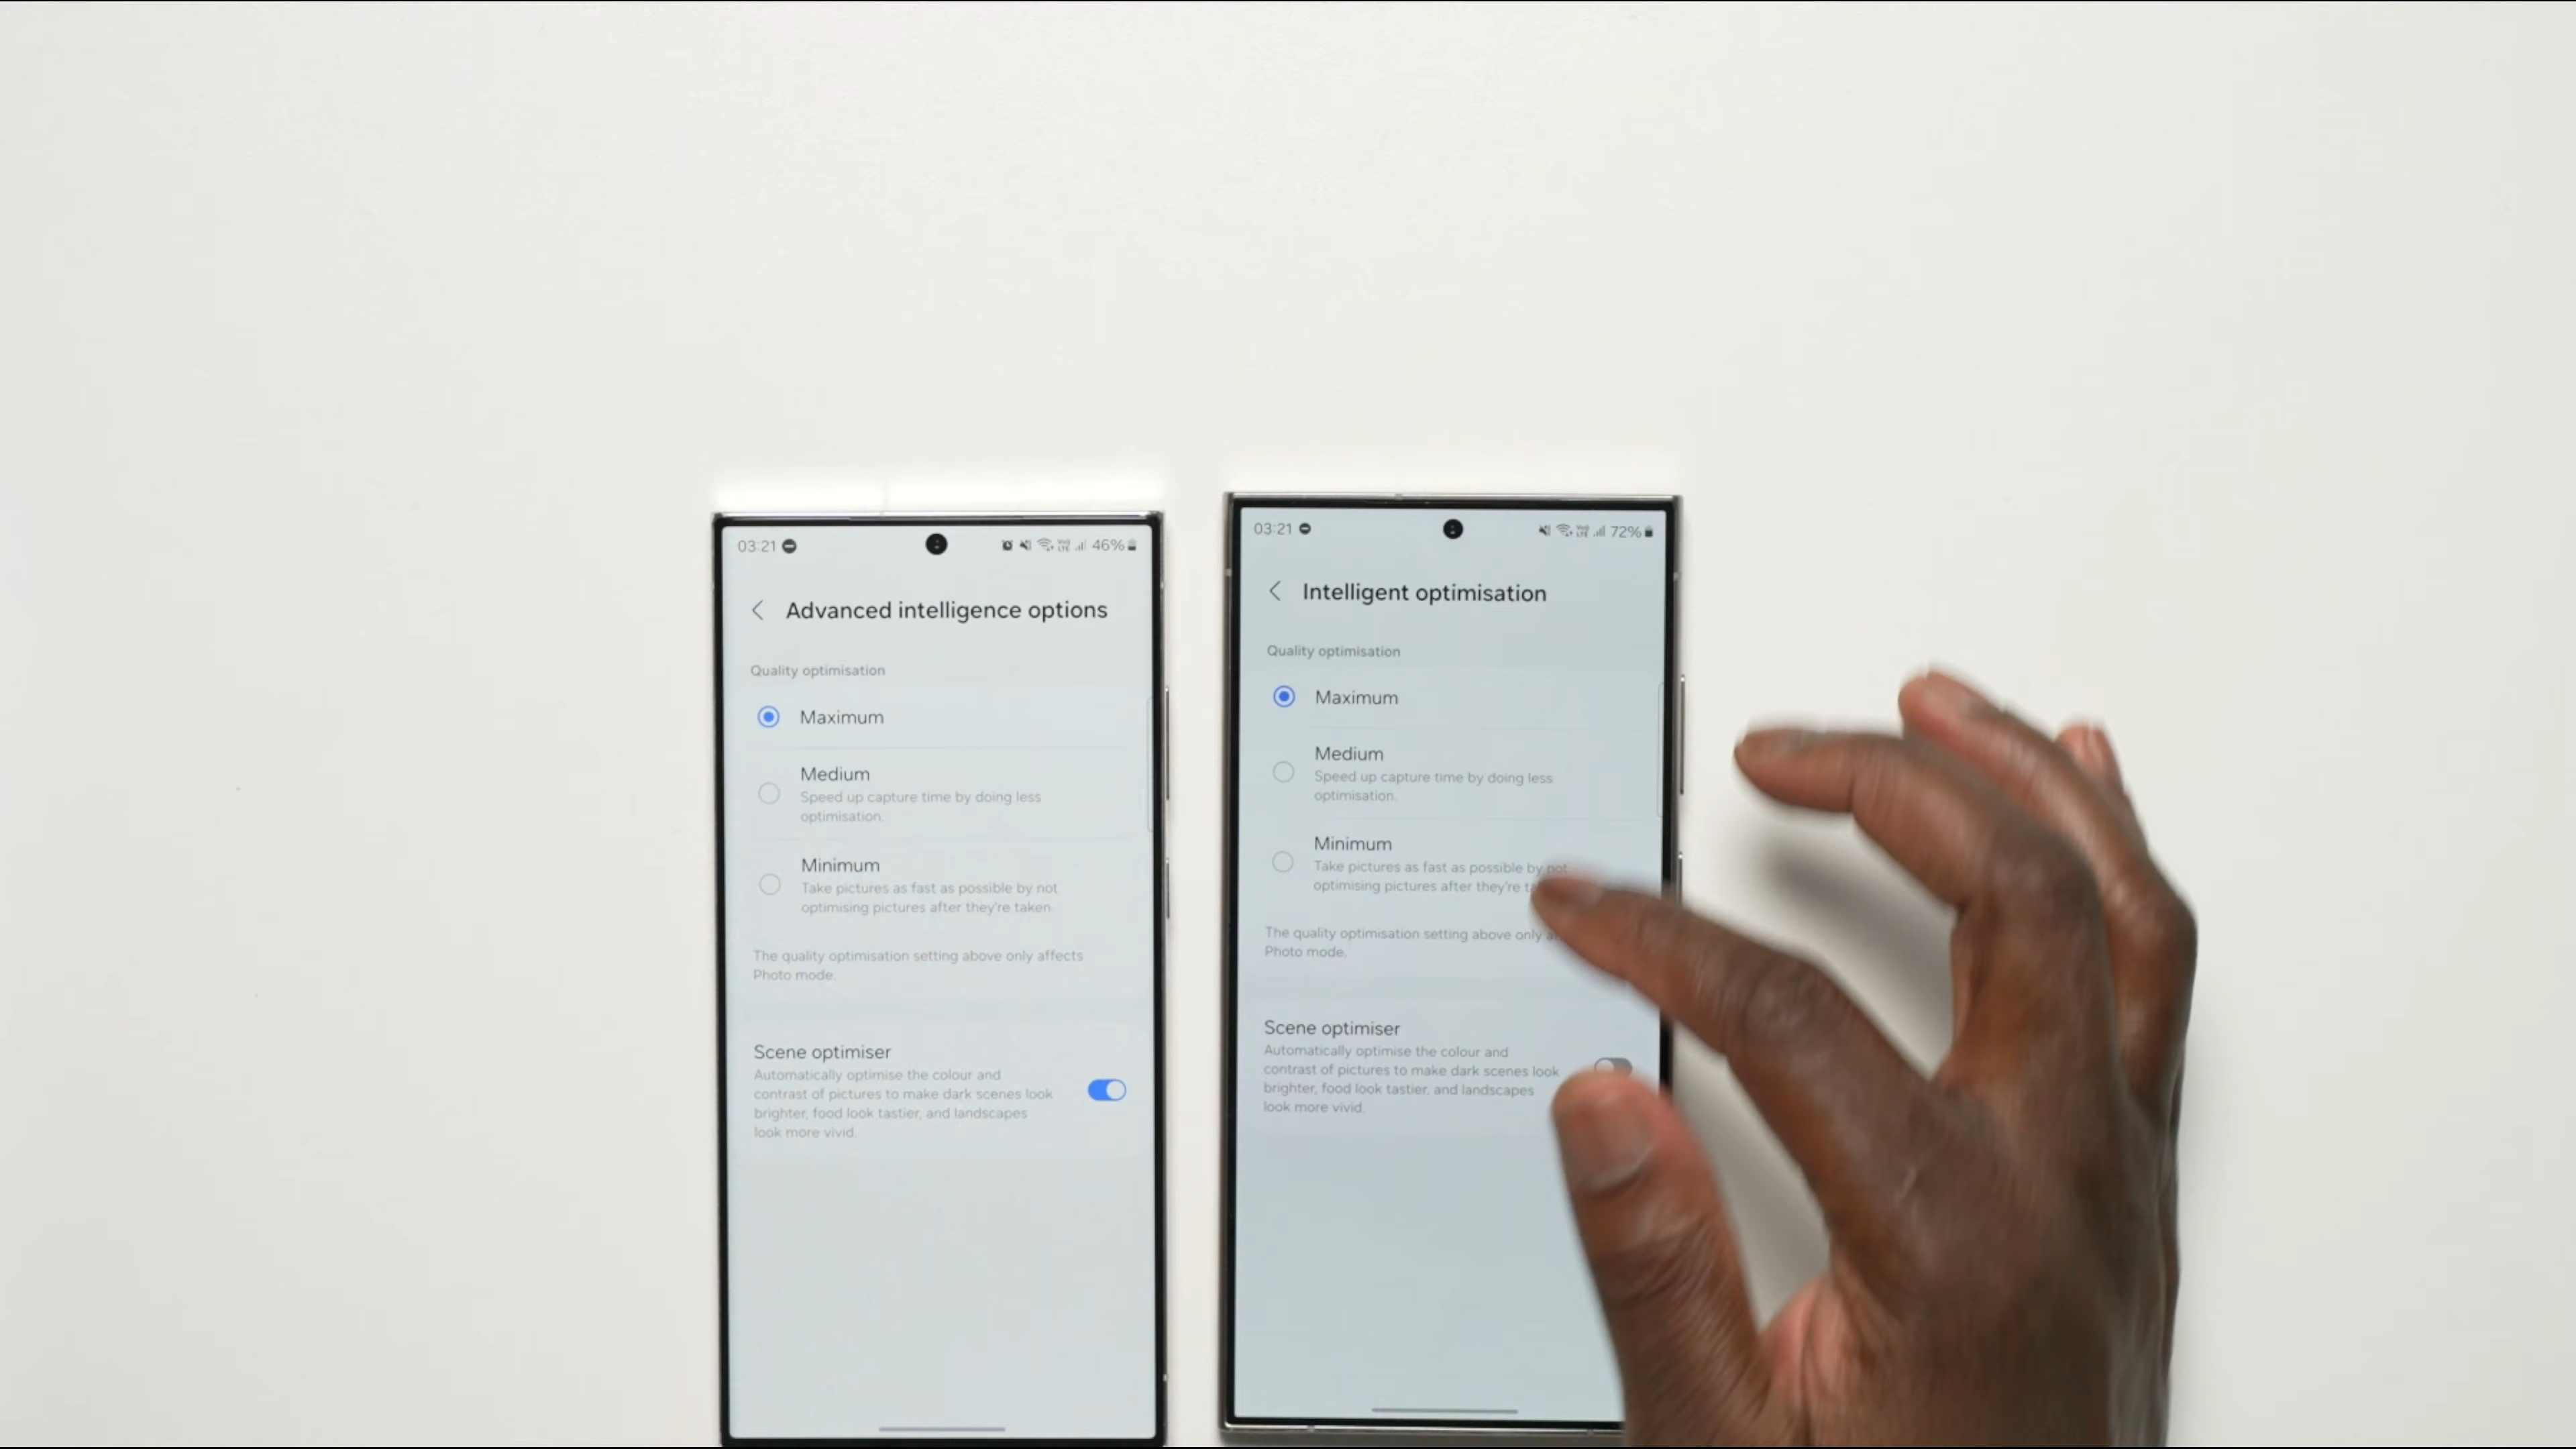 03:21
46%
Advanced intelligence options
Quality optimisation
Maximum
Medium
Speed up capture time by doing less
optimisation.
Minimum
Take pictures as fast as possible by not
optimising pictures after they're taken.
The quality optimisation setting above only affects
Photo mode.
Scene optimiser
Automatically optimise the colour and
contrast of pictures to make dark scenes look
brighter, food look tastier, and landscapes
look more vivid.
03:21
72%
Intelligent optimisation
Quality optimisation
Maximum
Medium
Speed up capture time by doing less
optimisation.
Minimum
Take pictures as fast as possible by not
optimising pictures after they're
The quality optimisation setting above only
Photo mode.
Scene optimiser
Automatically optimise the colour and
contrast of pictures to make dark scenes look
brighter, food look tastier, and landscapes
look more vivid.